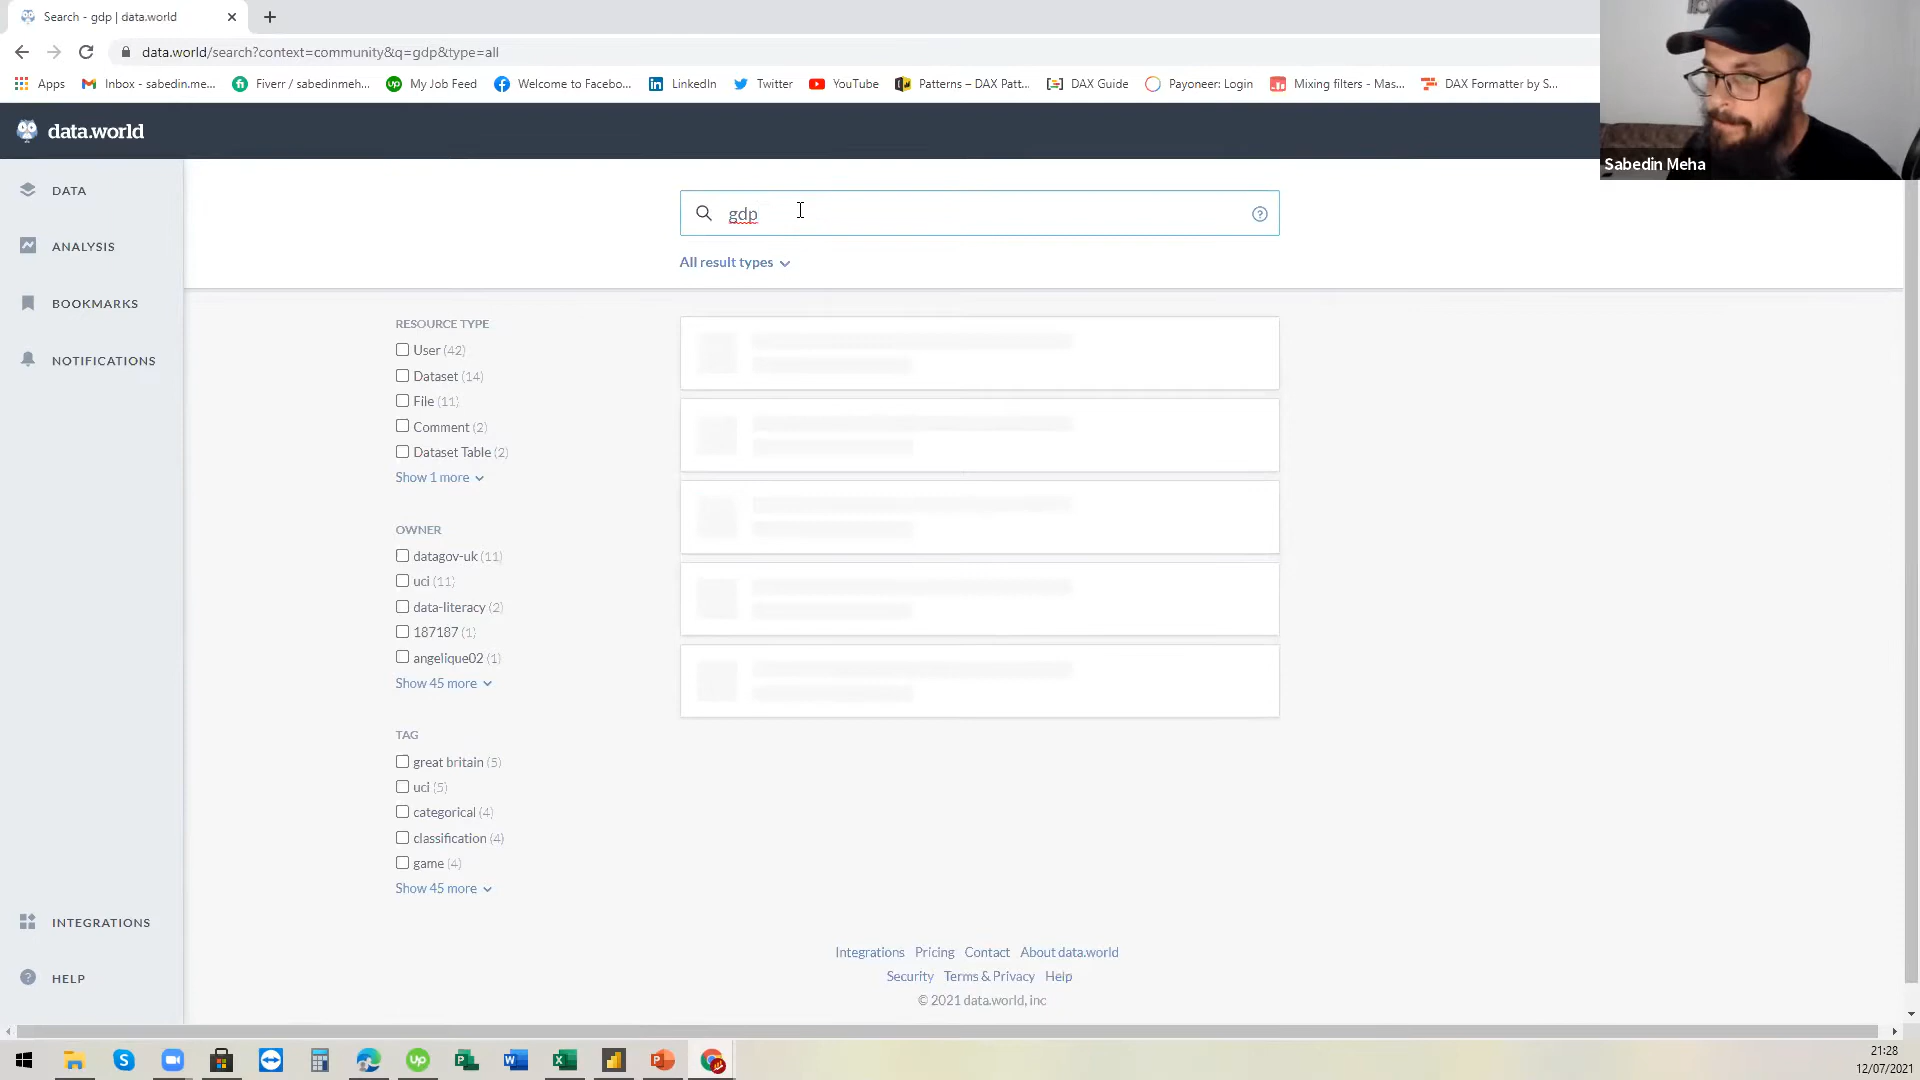 Search - gdp | data.world
data.world/search?context=community&q=gdp&type=all
Apps
Inbox - sabedin.me...
Fiverr / sabedinmeh...
My Job Feed
Welcome to Facebo...
LinkedIn
Twitter
YouTube
Patterns – DAX Patt...
DAX Guide
Payoneer: Login
Mixing filters - Mas...
DAX Formatter by S...
data.world
Sabedin Meha
DATA
ANALYSIS
BOOKMARKS
NOTIFICATIONS
INTEGRATIONS
HELP
gdp
All result types
RESOURCE TYPE
User (42)
Dataset (14)
File (11)
Comment (2)
Dataset Table (2)
Show 1 more
OWNER
datagov-uk (11)
uci (11)
data-literacy (2)
187187 (1)
angelique02 (1)
Show 45 more
TAG
great britain (5)
uci (5)
categorical (4)
classification (4)
game (4)
Show 45 more
Integrations Pricing Contact About data.world
Security Terms & Privacy Help
© 2021 data.world, inc
21:28
12/07/2021